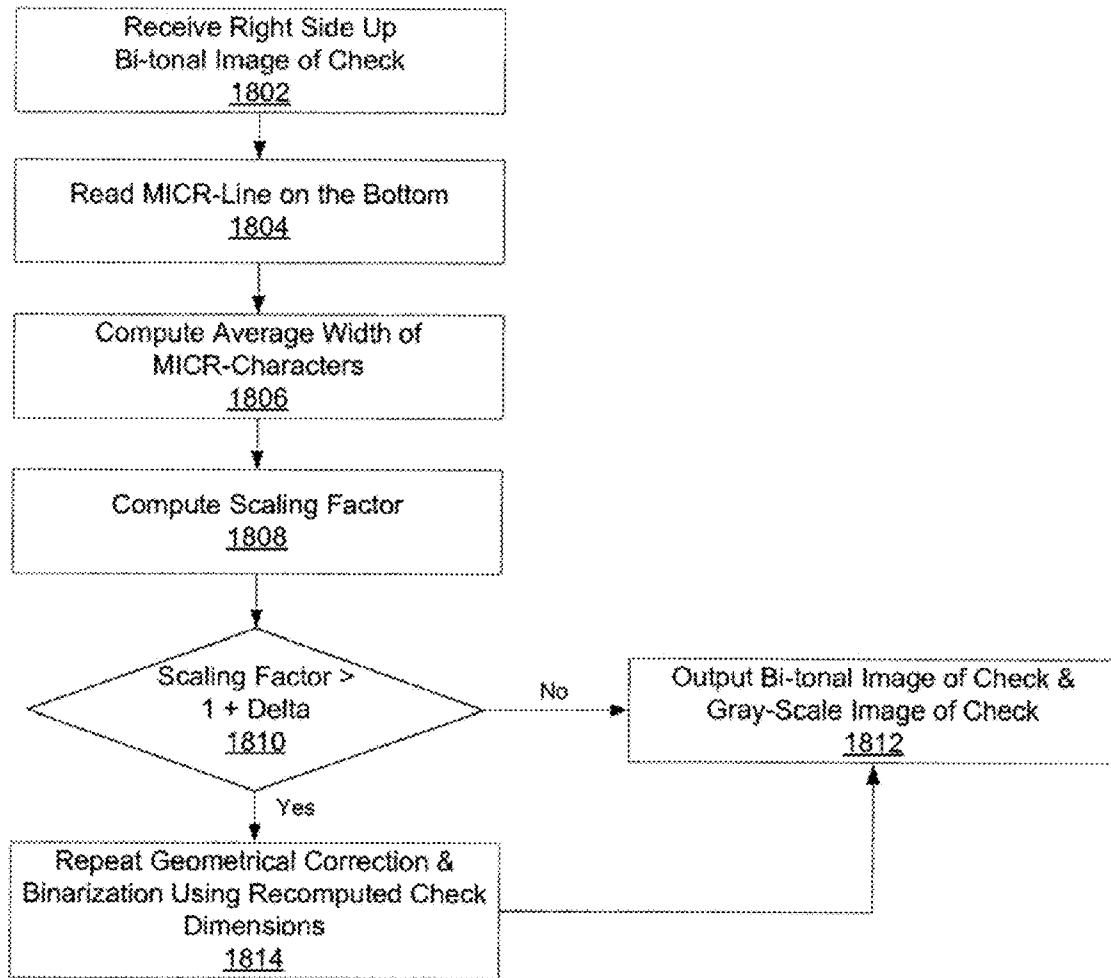 Receive Right Side Up
Bi-tonal Image of Check
1802
Read MICR-Line on the Bottom
1804
Compute Average Width of
MICR-Characters
1806
Compute Scaling Factor
1808
Scaling Factor >
1 + Delta
1810
No
Output Bi-tonal Image of Check &
Gray-Scale Image of Check
1812
Yes
Repeat Geometrical Correction &
Binarization Using Recomputed Check
Dimensions
1814